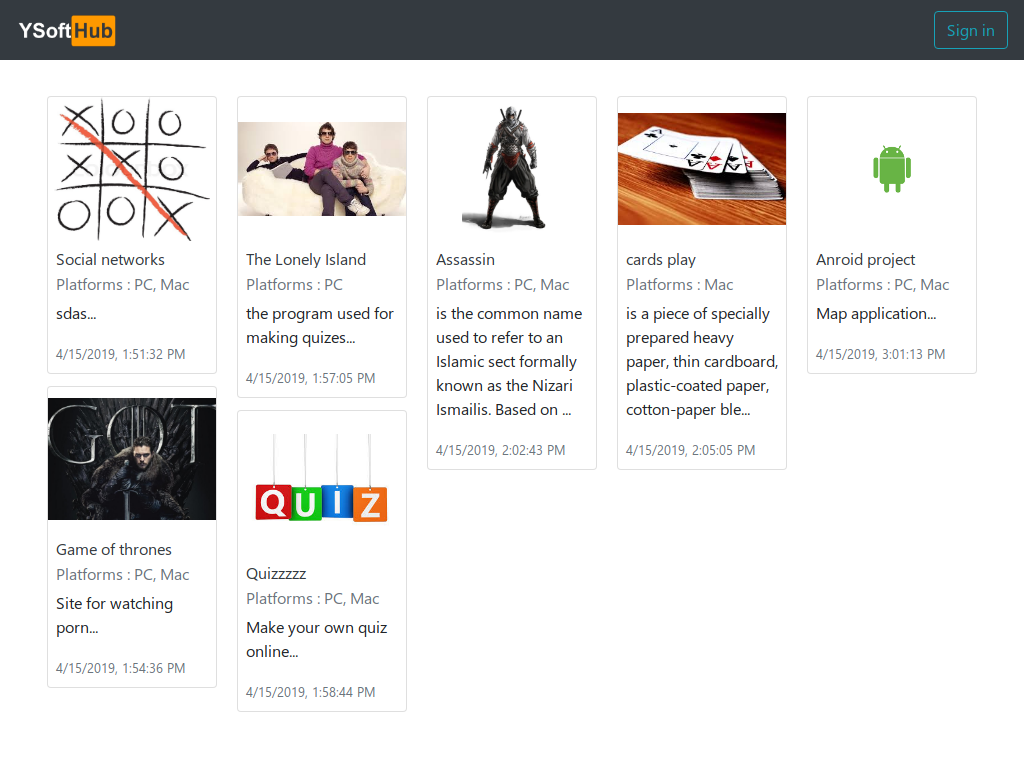 YSoftHub
Sign in
Social networks
Platforms : PC, Mac
sdas...
4/15/2019, 1:51:32 PM
GOT
Game of thrones
Platforms : PC, Mac
Site for watching
porn...
4/15/2019, 1:54:36 PM
The Lonely Island
Platforms : PC
the program used for
making quizes...
4/15/2019, 1:57:05 PM
QUIZ
Quizzzzz
Platforms : PC, Mac
Make your own quiz
online...
4/15/2019, 1:58:44 PM
Assassin
Platforms : PC, Mac
is the common name
used to refer to an
Islamic sect formally
known as the Nizari
Ismailis. Based on ...
4/15/2019, 2:02:43 PM
cards play
Platforms : Mac
is a piece of specially
prepared heavy
paper, thin cardboard,
plastic-coated paper,
cotton-paper ble...
4/15/2019, 2:05:05 PM
Anroid project
Platforms : PC, Mac
Map application...
4/15/2019, 3:01:13 PM